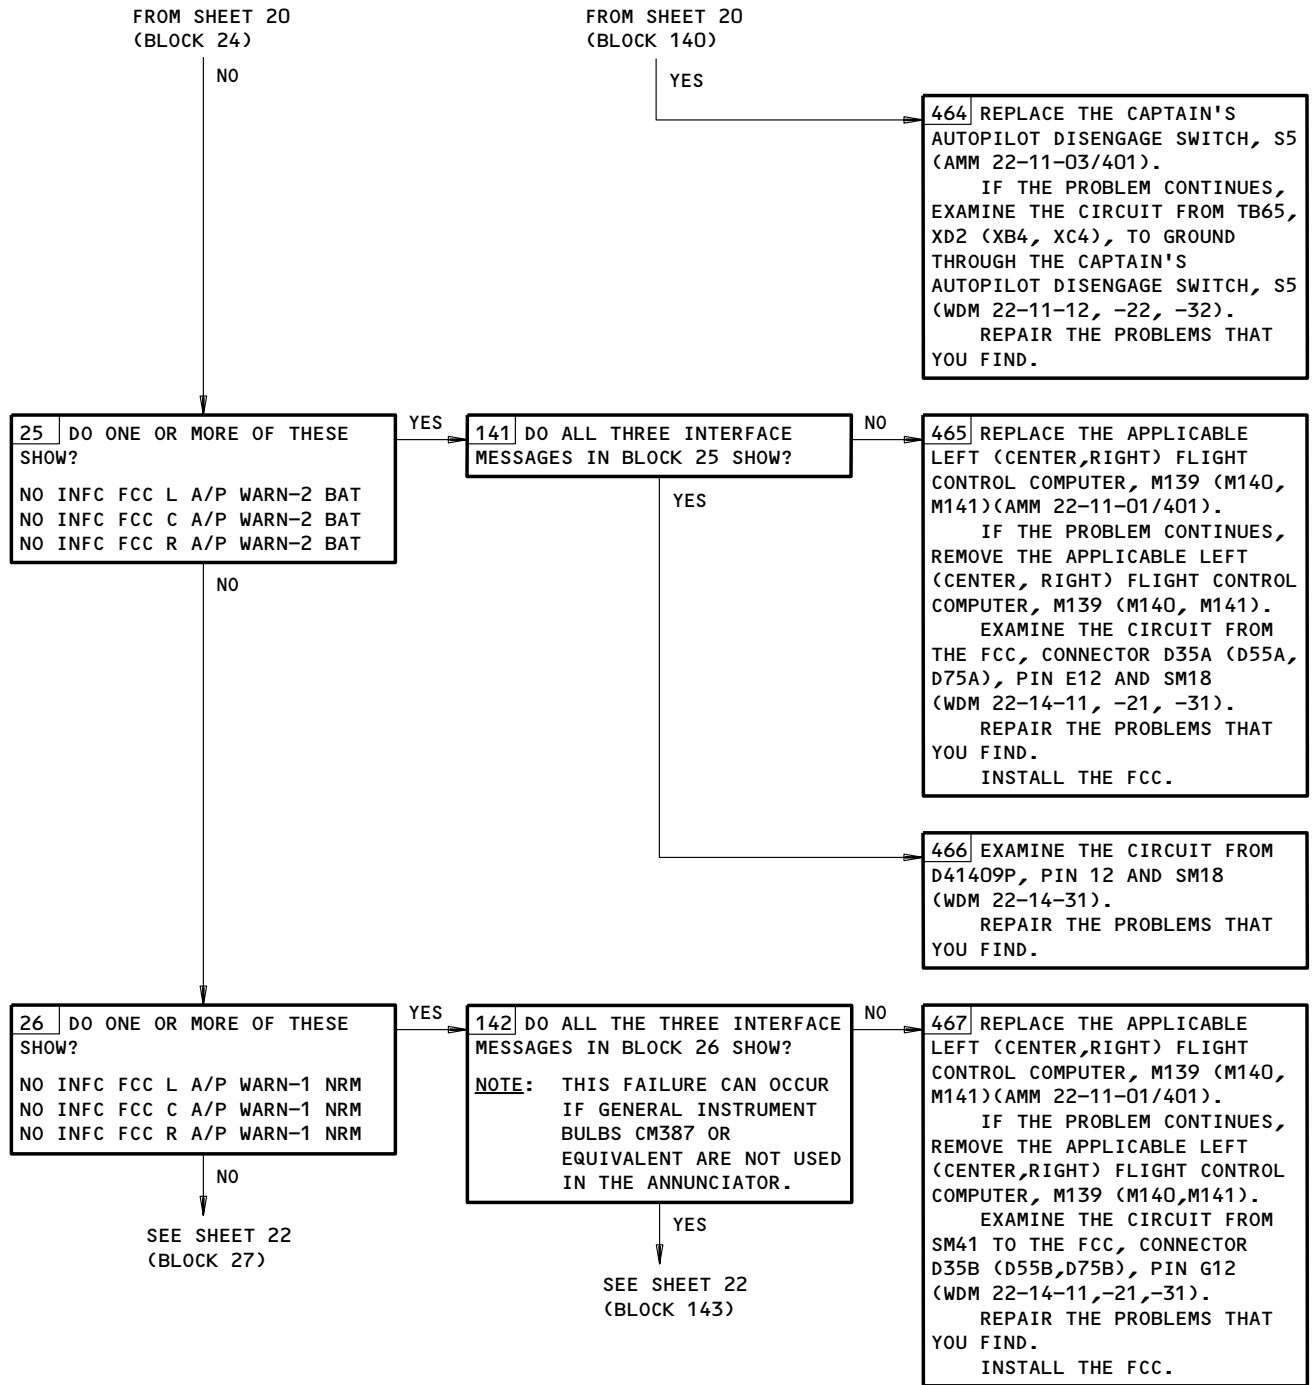 FROM SHEET 20
(BLOCK 24)
NO
FROM SHEET 20
(BLOCK 140)
YES
464 REPLACE THE CAPTAIN'S
AUTOPILOT DISENGAGE SWITCH, S5
(AMM 22-11-03/401).
IF THE PROBLEM CONTINUES,
EXAMINE THE CIRCUIT FROM TB65,
XD2 (XB4, XC4), TO GROUND
THROUGH THE CAPTAIN'S
AUTOPILOT DISENGAGE SWITCH, S5
(WDM 22-11-12, -22, -32).
REPAIR THE PROBLEMS THAT
YOU FIND.
25 DO ONE OR MORE OF THESE
SHOW?
NO INFC FCC L A/P WARN-2 BAT
NO INFC FCC C A/P WARN-2 BAT
NO INFC FCC R A/P WARN-2 BAT
YES
NO
141 DO ALL THREE INTERFACE
MESSAGES IN BLOCK 25 SHOW?
NO
YES
465 REPLACE THE APPLICABLE
LEFT (CENTER,RIGHT) FLIGHT
CONTROL COMPUTER, M139 (M140,
M141)(AMM 22-11-01/401).
IF THE PROBLEM CONTINUES,
REMOVE THE APPLICABLE LEFT
(CENTER, RIGHT) FLIGHT CONTROL
COMPUTER, M139 (M140, M141).
EXAMINE THE CIRCUIT FROM
THE FCC, CONNECTOR D35A (D55A,
D75A), PIN E12 AND SM18
(WDM 22-14-11, -21, -31).
REPAIR THE PROBLEMS THAT
YOU FIND.
INSTALL THE FCC.
466 EXAMINE THE CIRCUIT FROM
D41409P, PIN 12 AND SM18
(WDM 22-14-31).
REPAIR THE PROBLEMS THAT
YOU FIND.
26 DO ONE OR MORE OF THESE
SHOW?
NO INFC FCC L A/P WARN-1 NRM
NO INFC FCC C A/P WARN-1 NRM
NO INFC FCC R A/P WARN-1 NRM
YES
NO
SEE SHEET 22
(BLOCK 27)
142 DO ALL THE THREE INTERFACE
MESSAGES IN BLOCK 26 SHOW?
NOTE: THIS FAILURE CAN OCCUR
IF GENERAL INSTRUMENT
BULBS CM387 OR
EQUIVALENT ARE NOT USED
IN THE ANNUNCIATOR.
NO
YES
SEE SHEET 22
(BLOCK 143)
467 REPLACE THE APPLICABLE
LEFT (CENTER,RIGHT) FLIGHT
CONTROL COMPUTER, M139 (M140,
M141)(AMM 22-11-01/401).
IF THE PROBLEM CONTINUES,
REMOVE THE APPLICABLE LEFT
(CENTER,RIGHT) FLIGHT CONTROL
COMPUTER, M139 (M140,M141).
EXAMINE THE CIRCUIT FROM
SM41 TO THE FCC, CONNECTOR
D35B (D55B,D75B), PIN G12
(WDM 22-14-11,-21,-31).
REPAIR THE PROBLEMS THAT
YOU FIND.
INSTALL THE FCC.